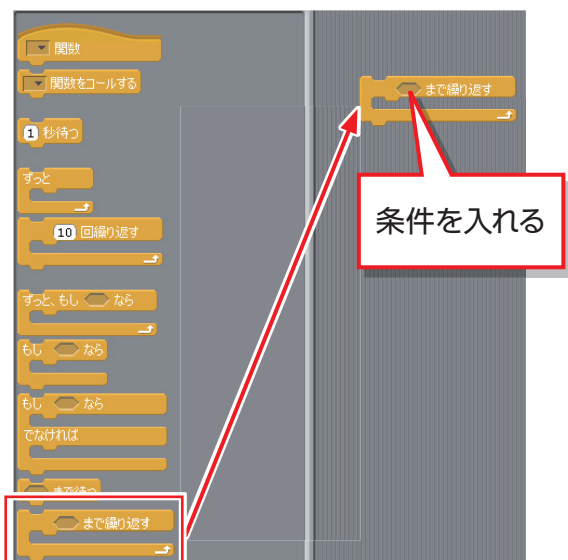 関数
関数をコールする
1 秒待つ
ずっと
10 回繰り返す
ずっと、もし なら
もし なら
もし なら
でなければ
まで待つ
まで繰り返す
まで繰り返す
条件を入れる